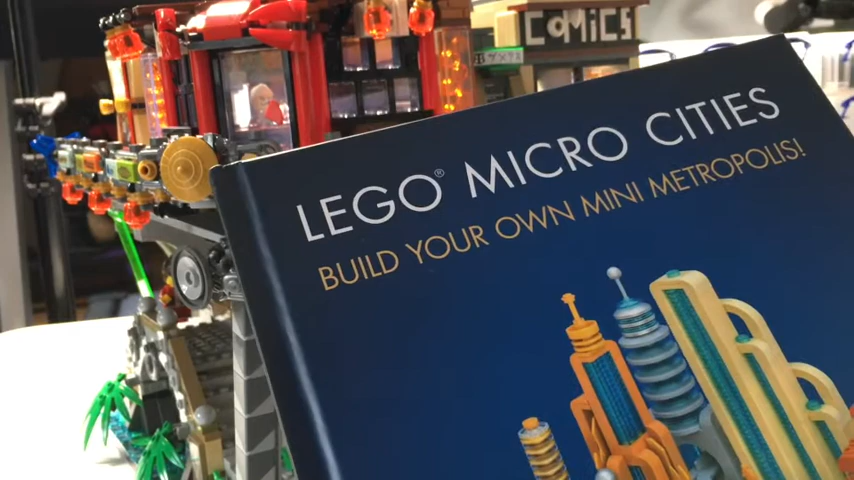 COMiCS
LEGO® MICRO CITIES
BUILD YOUR OWN MINI METROPOLIS!